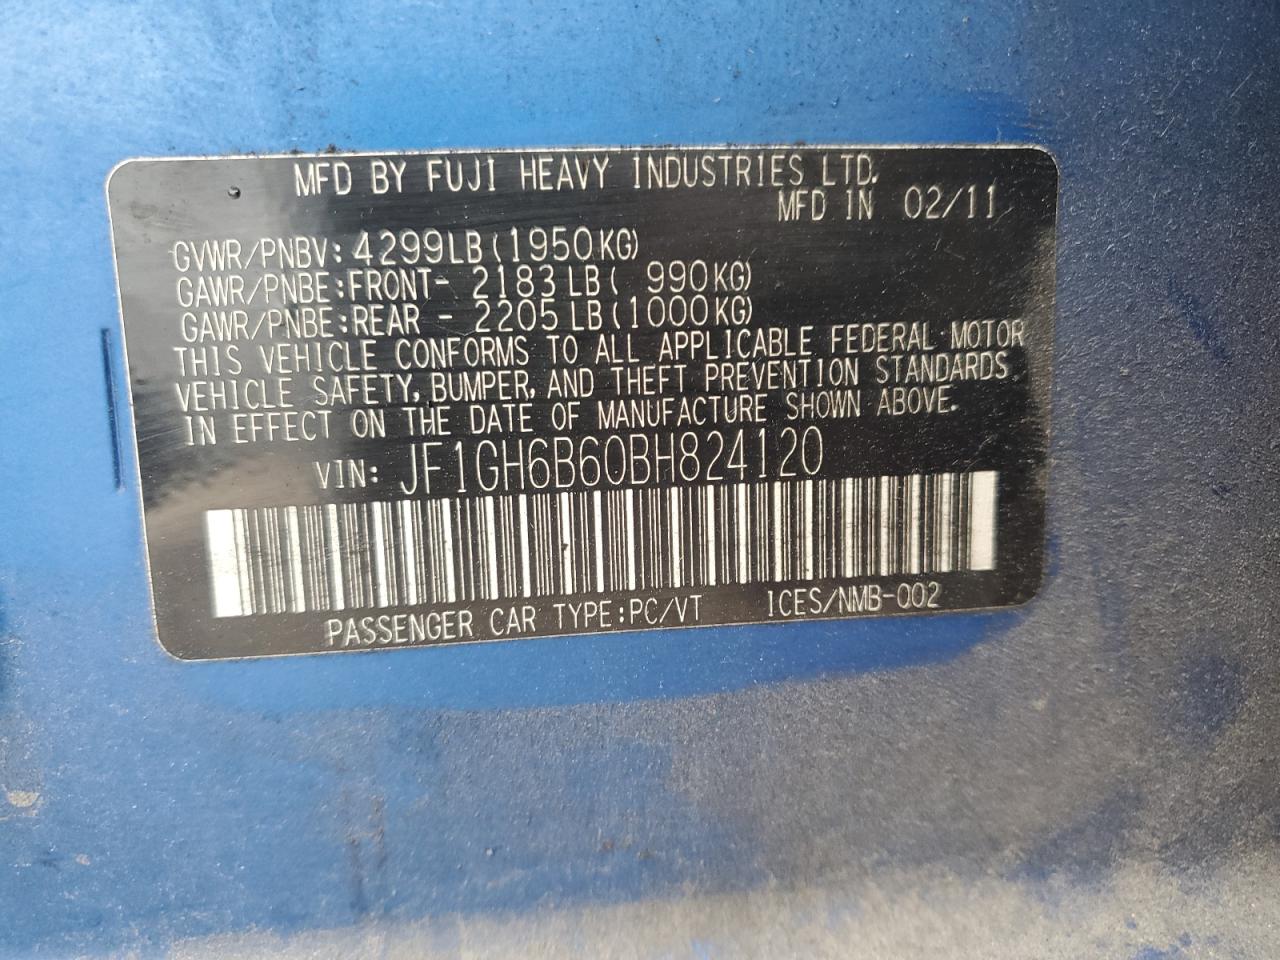 MFD BY FUJI HEAVY INDUSTRIES LTD.
MFD IN 02/11
GVWR/PNBV: 4299LB(1950KG)
GAWR/PNBE:FRONT- 2183LB( 990KG)
GAWR/PNBE:REAR - 2205LB(1000KG)
THIS VEHICLE CONFORMS TO ALL APPLICABLE FEDERAL MOTOR
VEHICLE SAFETY, BUMPER, AND THEFT PREVENTION STANDARDS
IN EFFECT ON THE DATE OF MANUFACTURE SHOWN ABOVE.
VIN: JF1GH6B60BH824120
PASSENGER CAR TYPE:PC/VT ICES/NMB-002